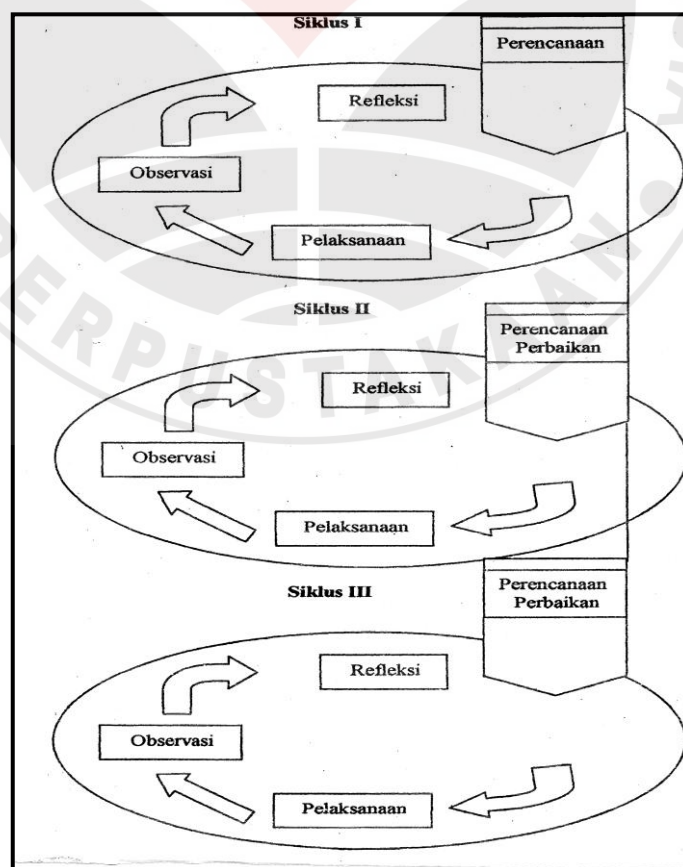 Siklus I
Perencanaan
Refleksi
Observasi
Pelaksanaan
Siklus II
Perencanaan
Perbaikan
Refleksi
Observasi
Pelaksanaan
Siklus III
Perencanaan
Perbaikan
Refleksi
Observasi
Pelaksanaan
PERPUSTAKAAN